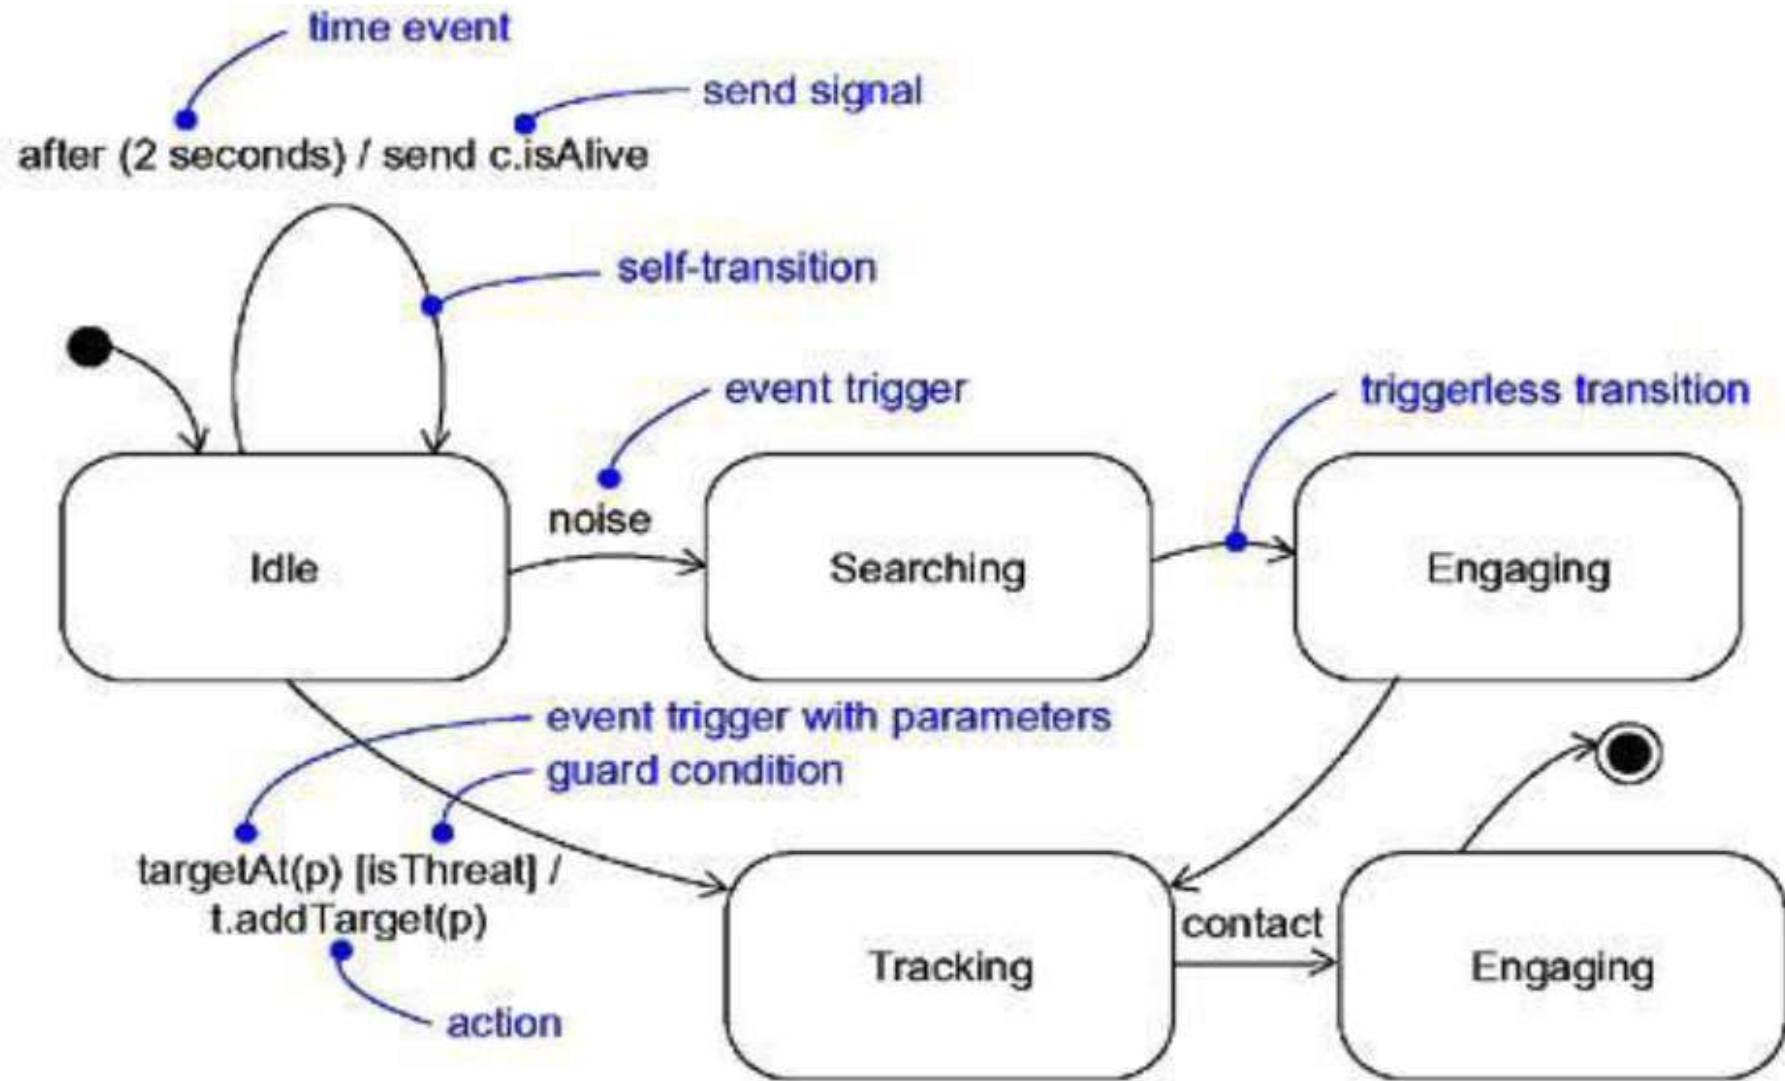 time event
send signal
after (2 seconds) / send c.isAlive
self-transition
event trigger
triggerless transition
noise
Idle
Searching
Engaging
event trigger with parameters
guard condition
targetAt(p) [isThreat] /
t.addTarget(p)
contact
Tracking
Engaging
action